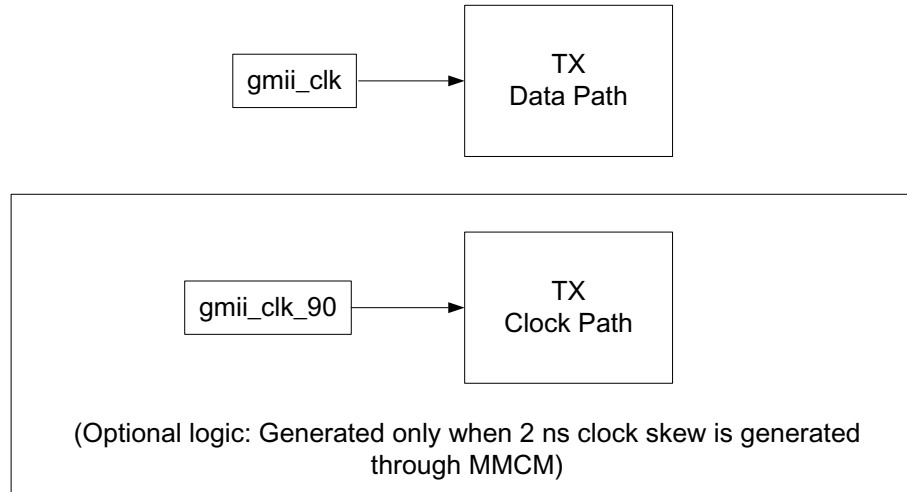 gmii_clk
TX
Data Path
gmii_clk_90
TX
Clock Path
(Optional logic: Generated only when 2 ns clock skew is generated
through MMCM)